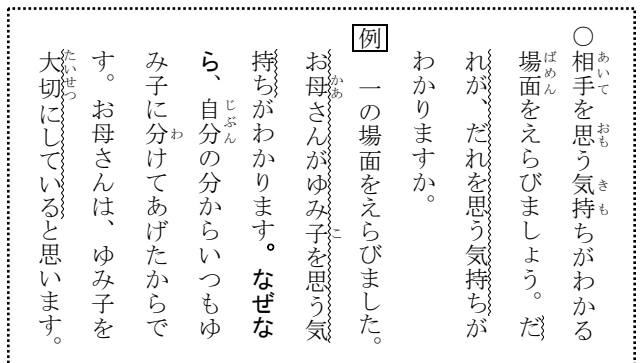 ○相手を思う気持ちがわかる
場面をえらびましょう。だ
れが、だれを思う気持ちが
わかりますか。
例
一の場面をえらびました。
お母さんがゆみ子を思う気
持ちがわかります。なぜな
ら、自分の分からいつもゆ
み子に分けてあげたからで
す。お母さんは、ゆみ子を
大切にしていると思います。